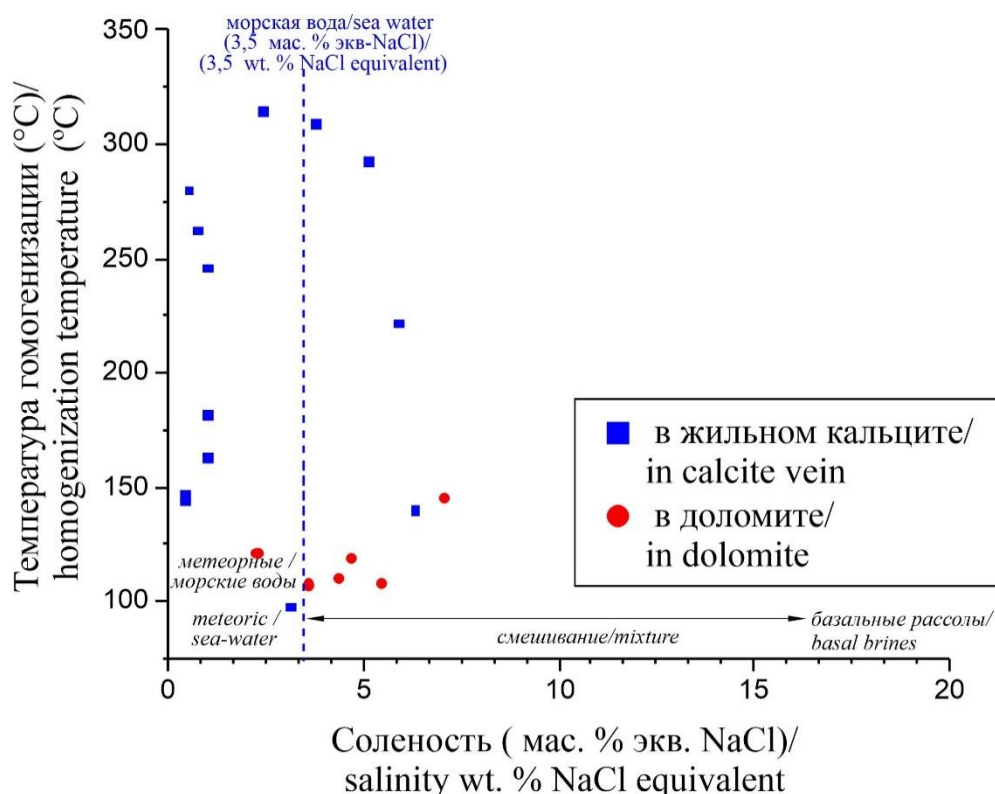 морская вода/sea water
(3,5 мас. % экв-NaCl)/
(3,5 wt. % NaCl equivalent)
Температура гомогенизации (°C)/
homogenization temperature (ºC)
350
300
250
200
150
100
в жильном кальците/
in calcite vein
в доломите/
in dolomite
метеорные /
морские воды
meteoric /
sea-water
смешивание/mixture
базальные рассолы/
basal brines
0
5
10
15
20
Соленость ( мас. % экв. NaCl)/
salinity wt. % NaCl equivalent